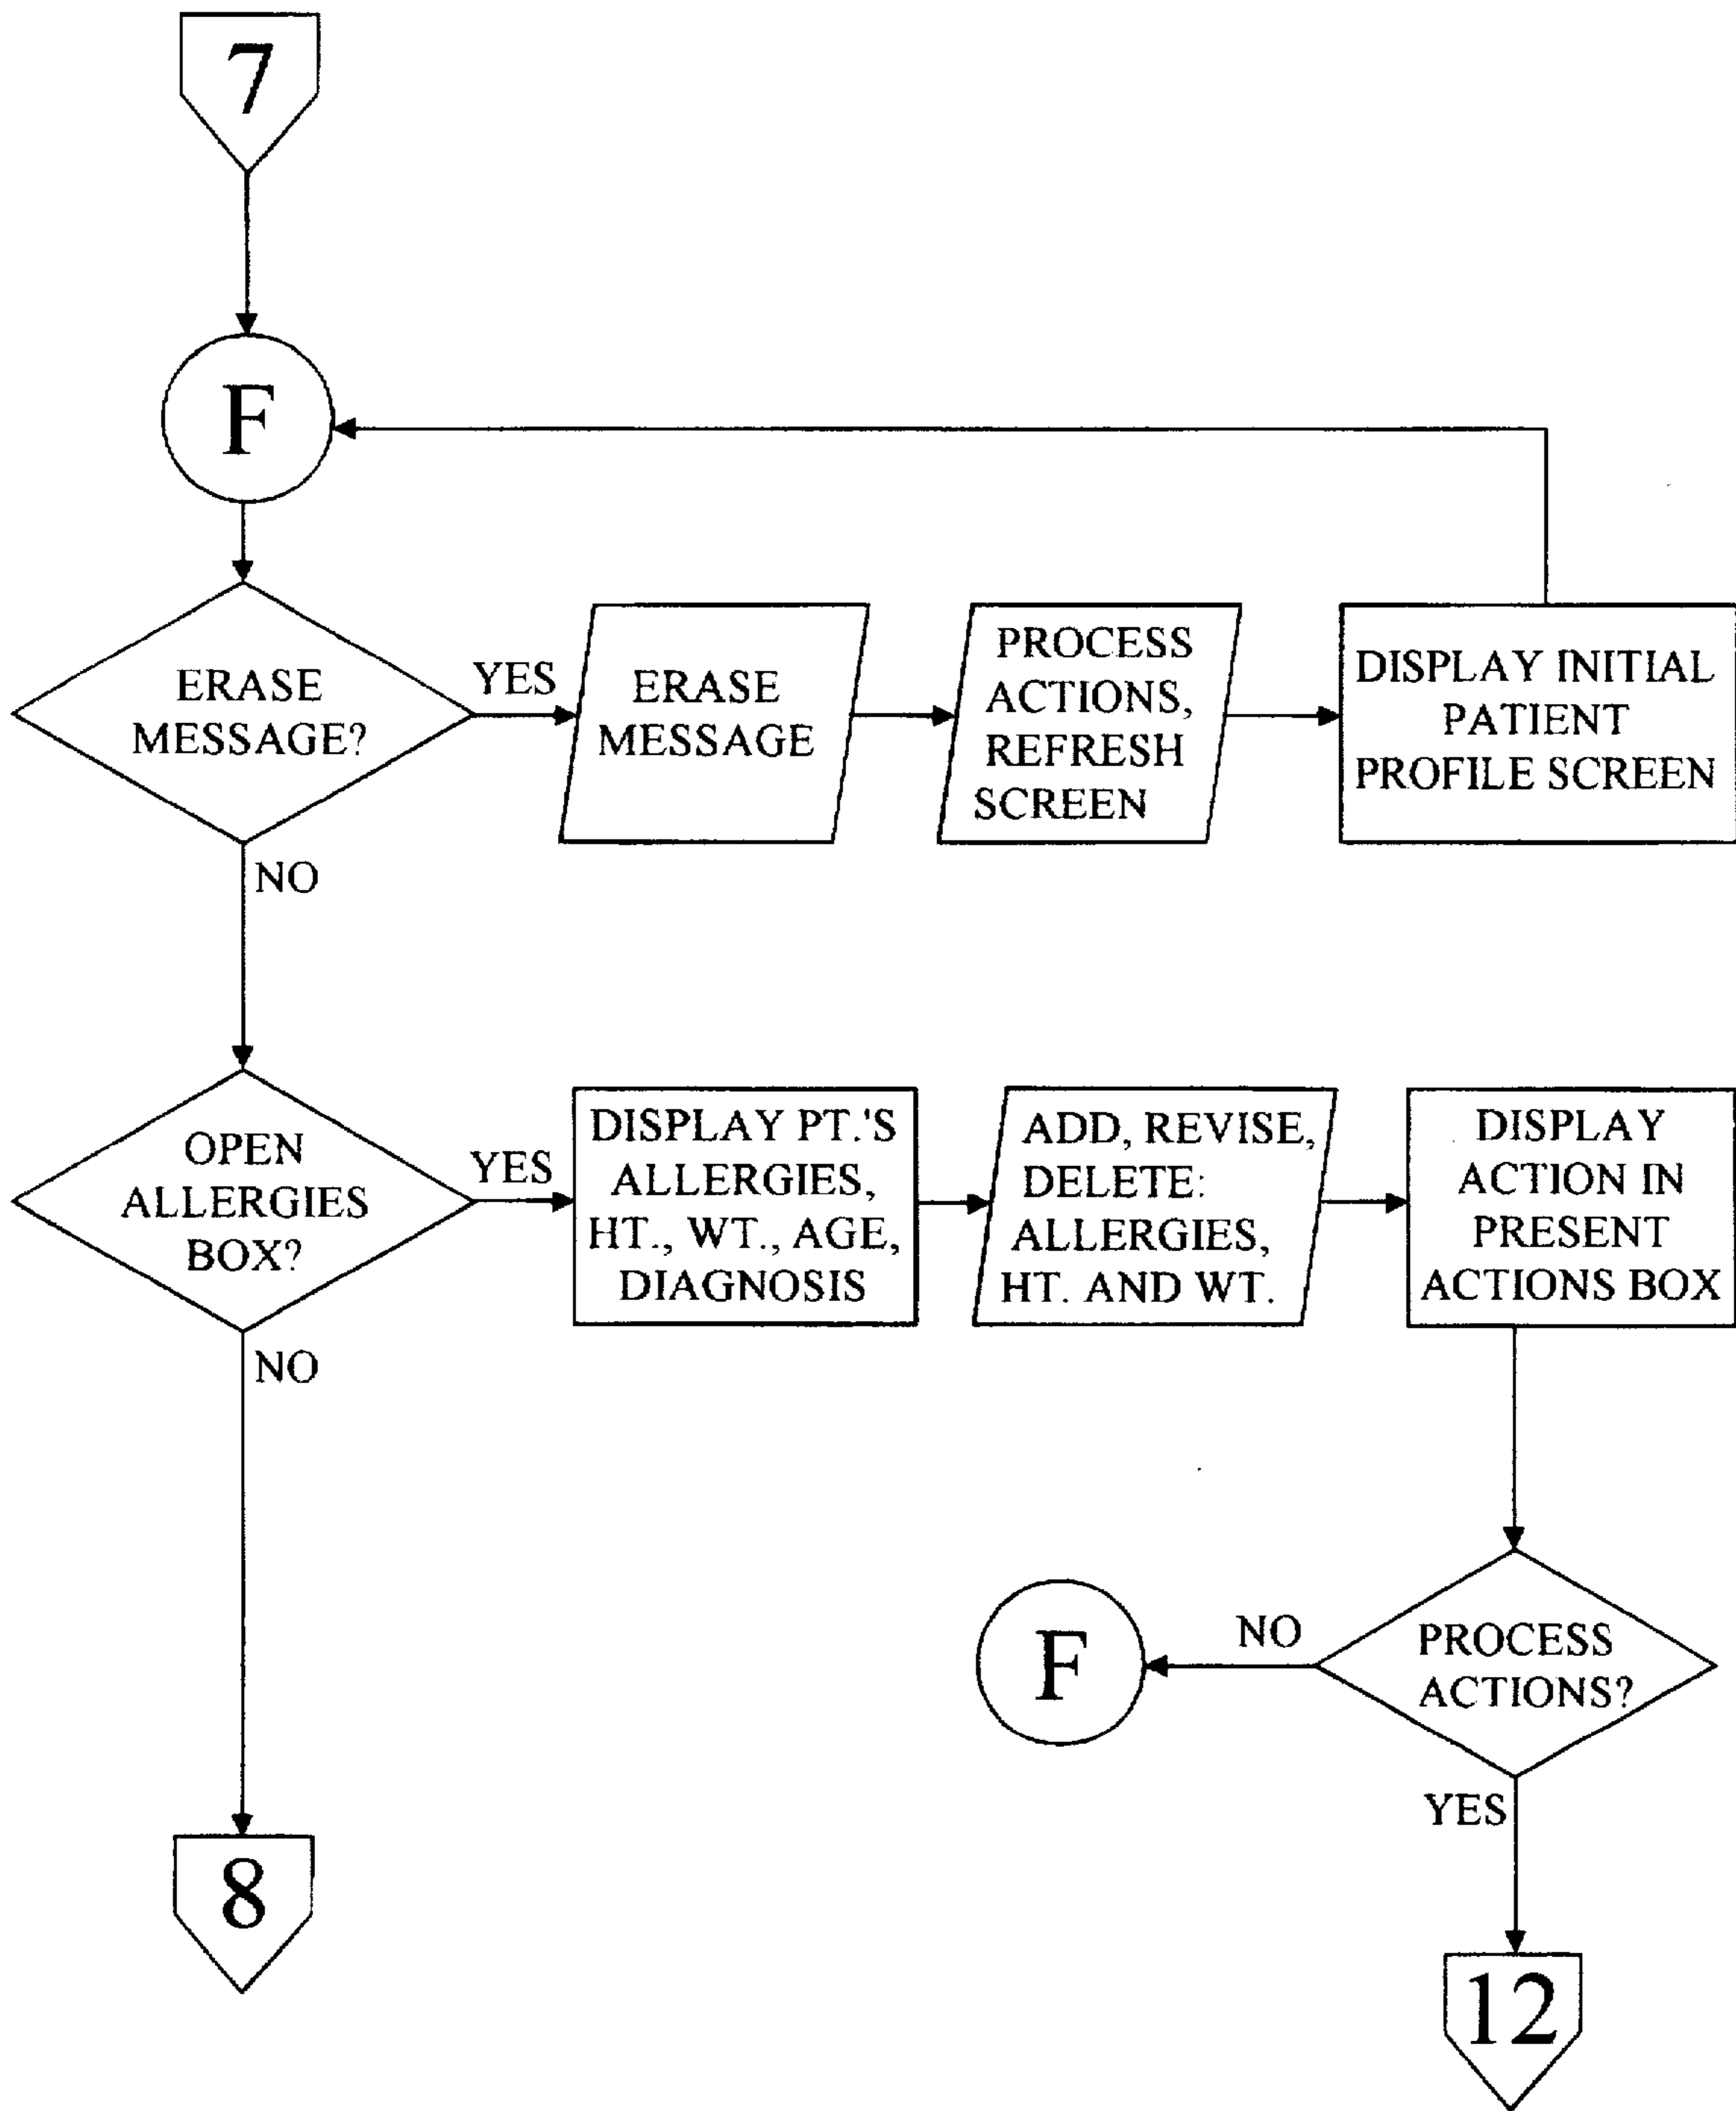 7
F
ERASE
MESSAGE?
YES
ERASE
MESSAGE
PROCESS
ACTIONS,
REFRESH
SCREEN
DISPLAY INITIAL
PATIENT
PROFILE SCREEN
NO
OPEN
ALLERGIES
BOX?
YES
DISPLAY PT.'S
ALLERGIES,
HT., WT., AGE,
DIAGNOSIS
ADD, REVISE,
DELETE:
ALLERGIES,
HT. AND WT.
DISPLAY
ACTION IN
PRESENT
ACTIONS BOX
NO
PROCESS
ACTIONS?
NO
F
YES
8
12